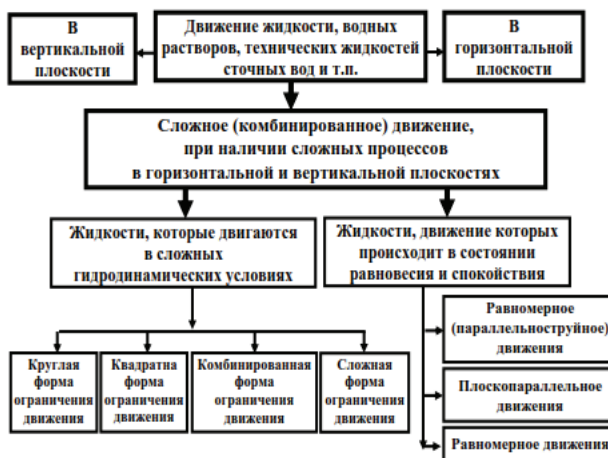 В
вертикальной
плоскости
Движение жидкости, водных
растворов, технических жидкостей
сточных вод и т.п.
В
горизонтальной
плоскости
Сложное (комбинированное) движение,
при наличии сложных процессов
в горизонтальной и вертикальной плоскостях
Жидкости, которые двигаются
в сложных
гидродинамических условиях
Жидкости, движение которых
происходит в состоянии
равновесия и спокойствия
Круглая
форма
ограничения
движения
Квадратна
форма
ограничения
движения
Комбинированная
форма
ограничения
движения
Сложная
форма
ограничения
движения
Равномерное
(параллельноструйное)
движения
Плоскопараллельное
движения
Равномерное движения